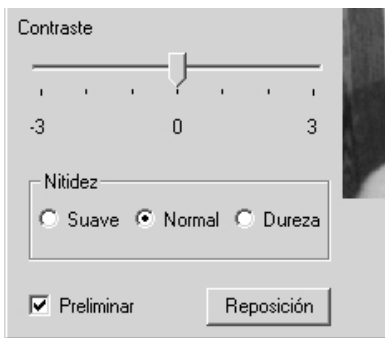 Contraste
-3 0 3
Nitidez
Suave Normal Dureza
Preliminar Reposición